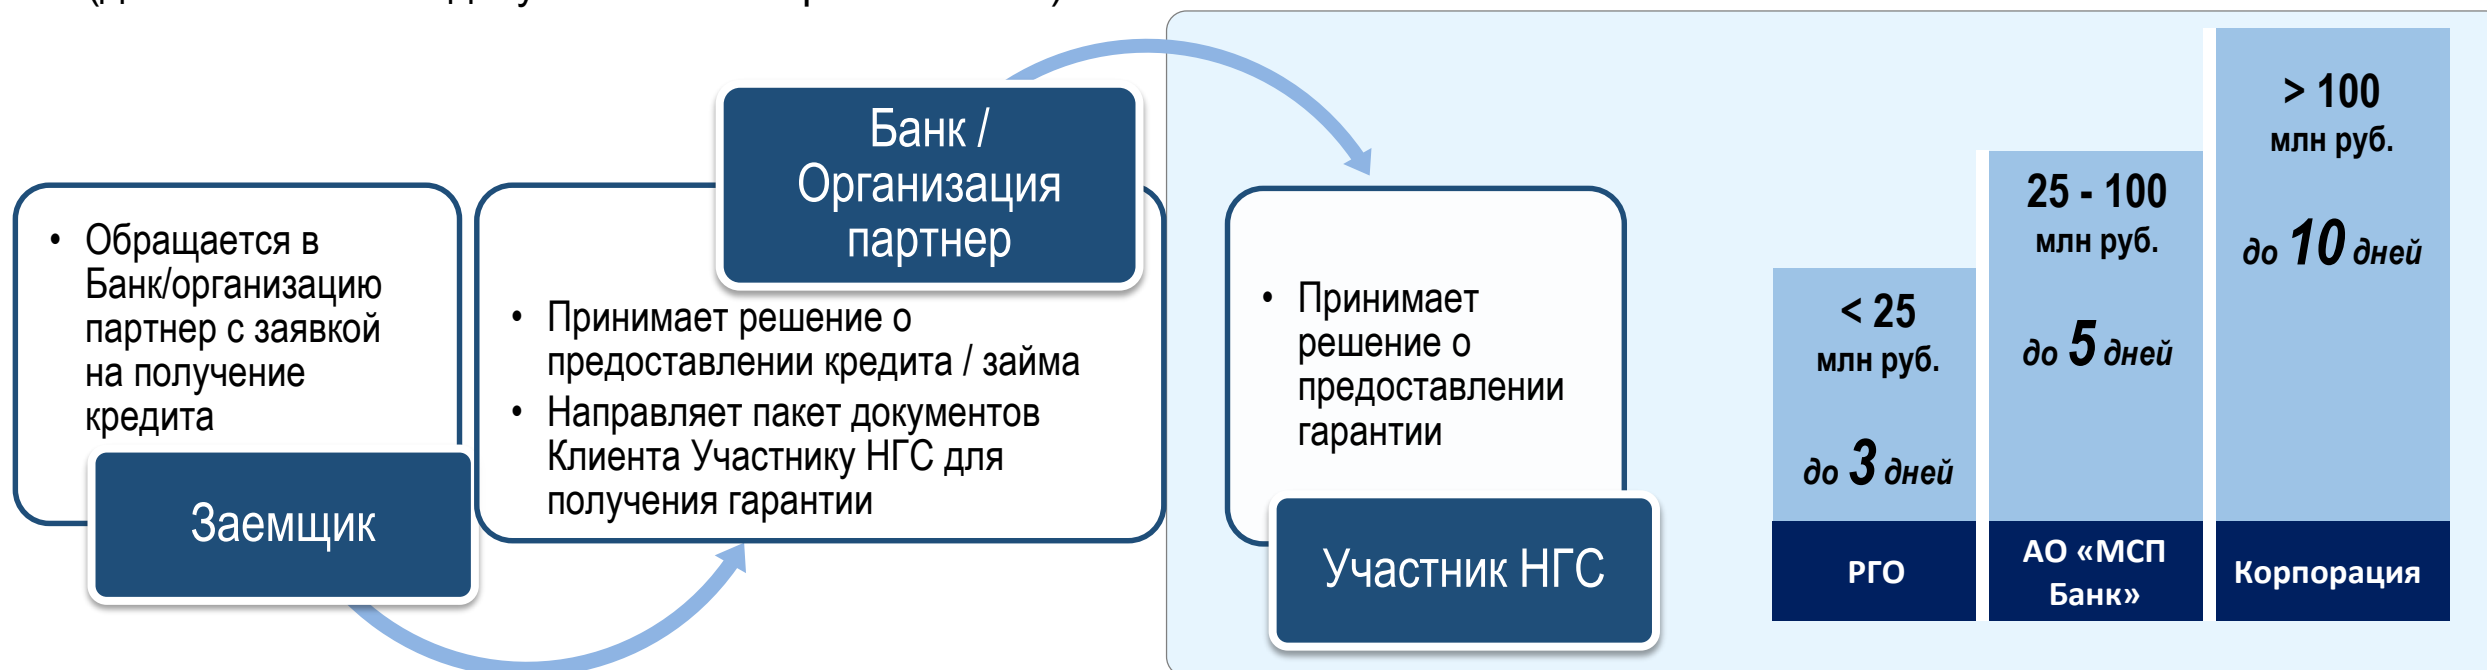 • Обращается в
Банк/организацию
партнер с заявкой
на получение
кредита
Заемщик
Банк /
Организация
партнер
• Принимает решение о
предоставлении кредита / займа
• Направляет пакет документов
Клиента Участнику НГС для
получения гарантии
• Принимает
решение о
предоставлении
гарантии
Участник НГС
< 25
млн руб.
до 3 дней
РГО
25 - 100
млн руб.
до 5 дней
АО «МСП
Банк»
> 100
млн руб.
до 10 дней
Корпорация